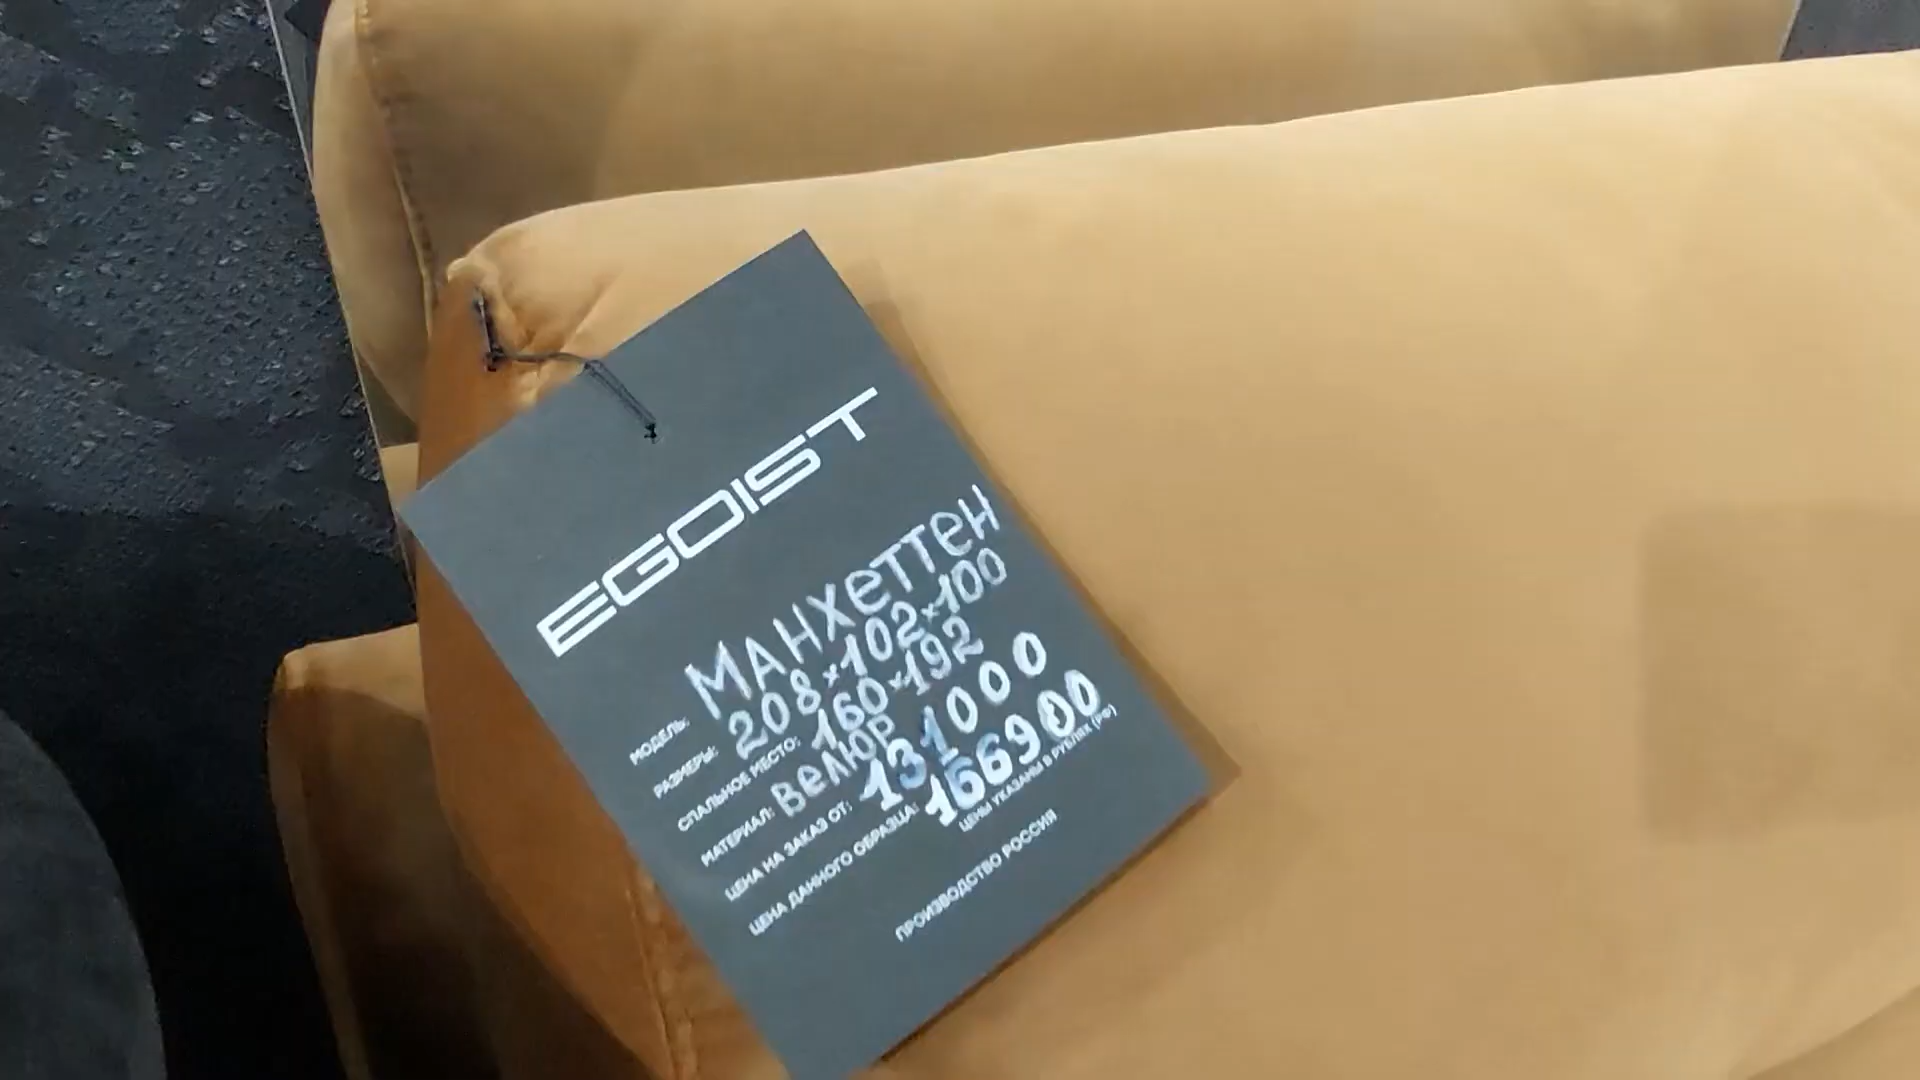 EGOIST
МОДЕЛЬ: МАНХЕТТЕН
РАЗМЕРЫ: 208×102×100
СПАЛЬНОЕ МЕСТО: 160×192
МАТЕРИАЛ: ВЕЛЮР
ЦЕНА НА ЗАКАЗ ОТ: 131000
ЦЕНА ДАННОГО ОБРАЗЦА: 166900
ЦЕНЫ УКАЗАНЫ В РУБЛЯХ (РФ)
ПРОИЗВОДСТВО РОССИЯ